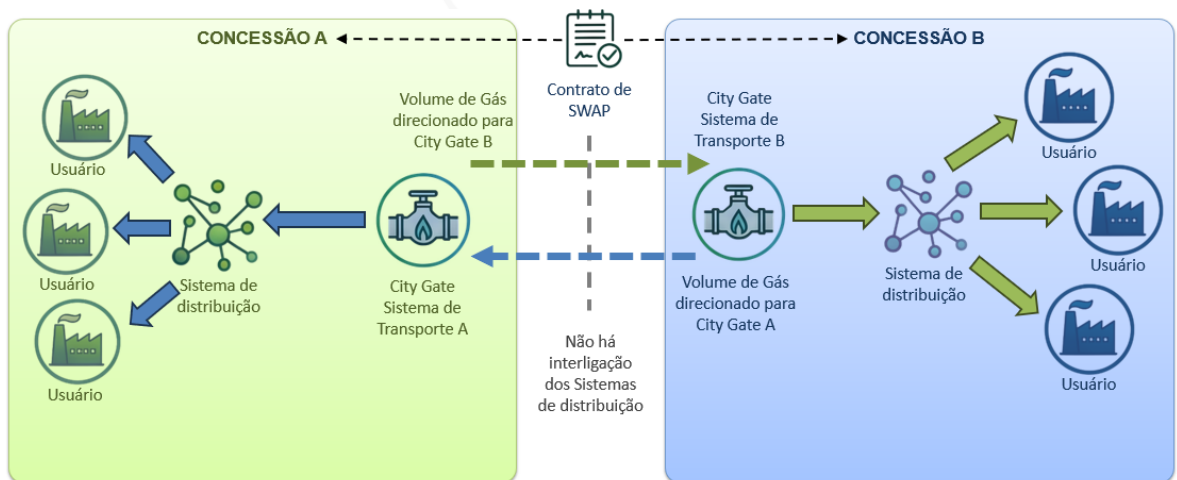 CONCESSÃO A
CONCESSÃO B
Contrato de
SWAP
Volume de Gás
direcionado para
City Gate B
City Gate
Sistema de
Transporte B
Usuário
Usuário
Usuário
Sistema de
distribuição
City Gate
Sistema de
Transporte A
Volume de Gás
direcionado para
City Gate A
Sistema de
distribuição
Usuário
Usuário
Usuário
Não há
interligação
dos Sistemas
de distribuição